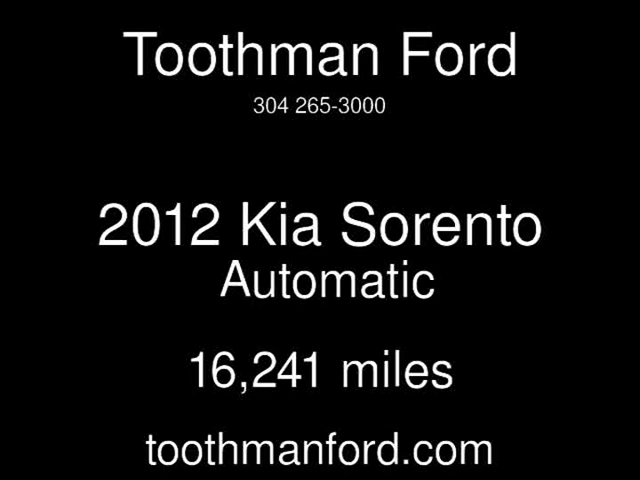 Toothman Ford
304 265-3000
2012 Kia Sorento
Automatic
16,241 miles
toothmanford.com